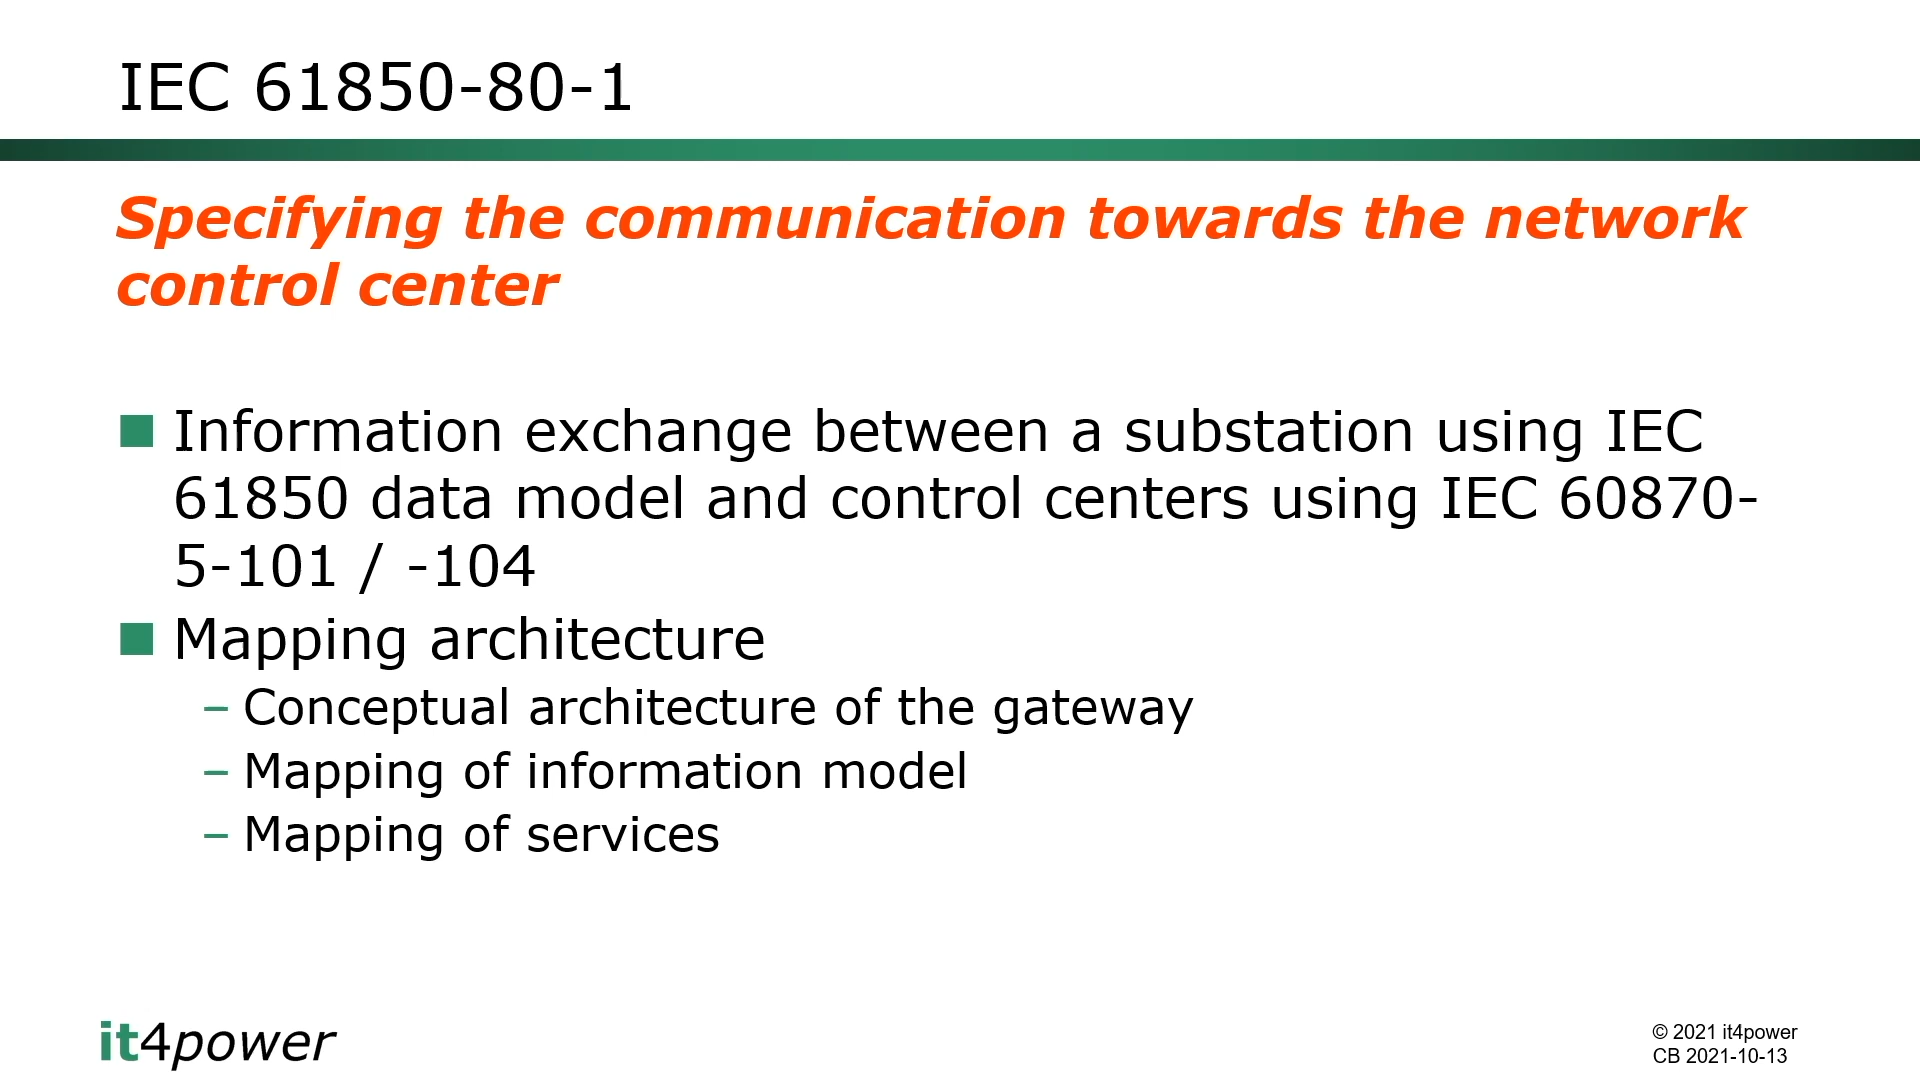 IEC 61850-80-1
Specifying the communication towards the network
control center
Information exchange between a substation using IEC
61850 data model and control centers using IEC 60870-
5-101 / -104
Mapping architecture
– Conceptual architecture of the gateway
– Mapping of information model
– Mapping of services
it4power
© 2021 it4power
CB 2021-10-13